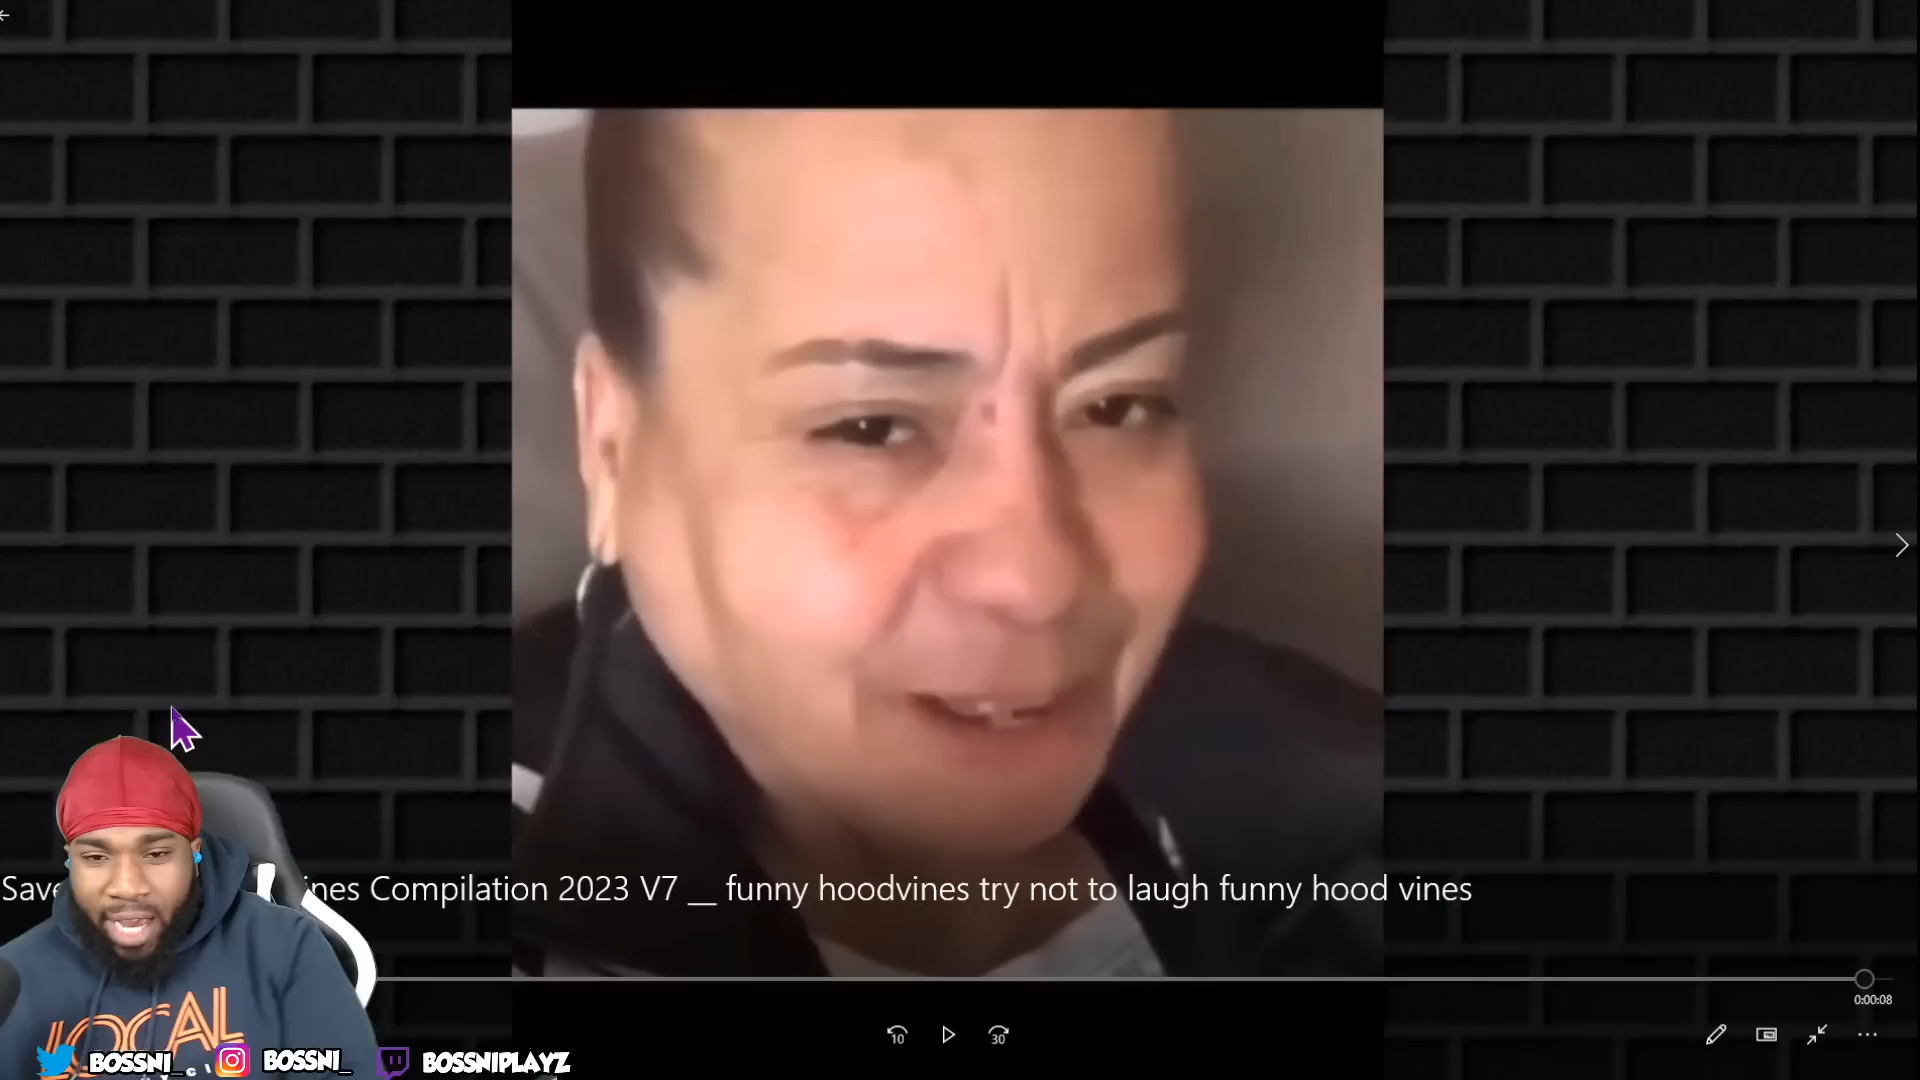 Save ines Compilation 2023 V7 __ funny hoodvines try not to laugh funny hood vines
0:00:08
10
30
LOCAL
BOSSNI_
BOSSNI_
BOSSNIPLAYZ